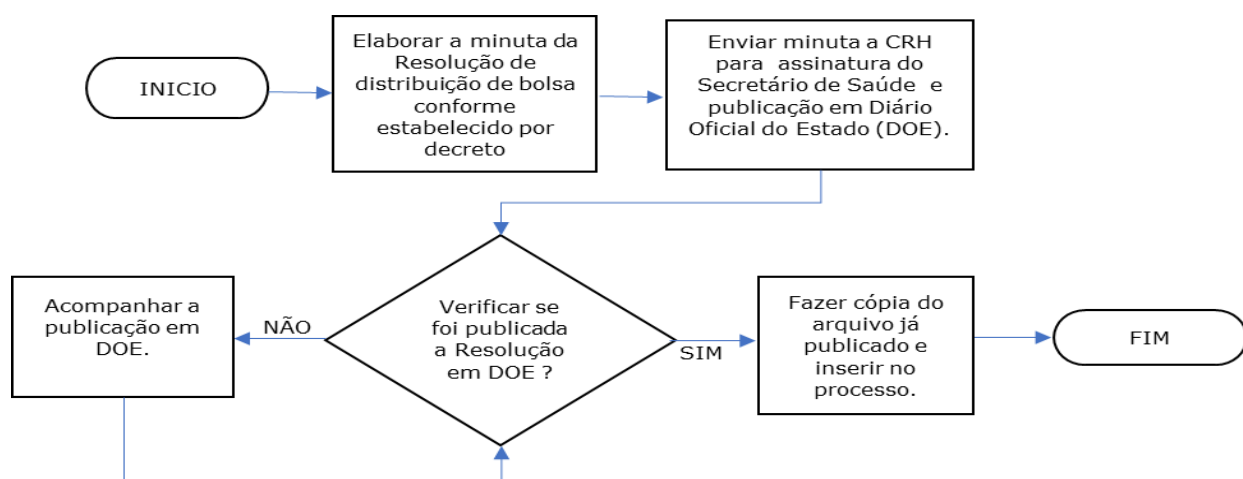 INICIO
Elaborar a minuta da
Resolução de
distribuição de bolsa
conforme
estabelecido por
decreto
Enviar minuta a CRH
para assinatura do
Secretário de Saúde e
publicação em Diário
Oficial do Estado (DOE).
Acompanhar a
publicação em
DOE.
NÃO
Verificar se
foi publicada
a Resolução
em DOE ?
SIM
Fazer cópia do
arquivo já
publicado e
inserir no
processo.
FIM